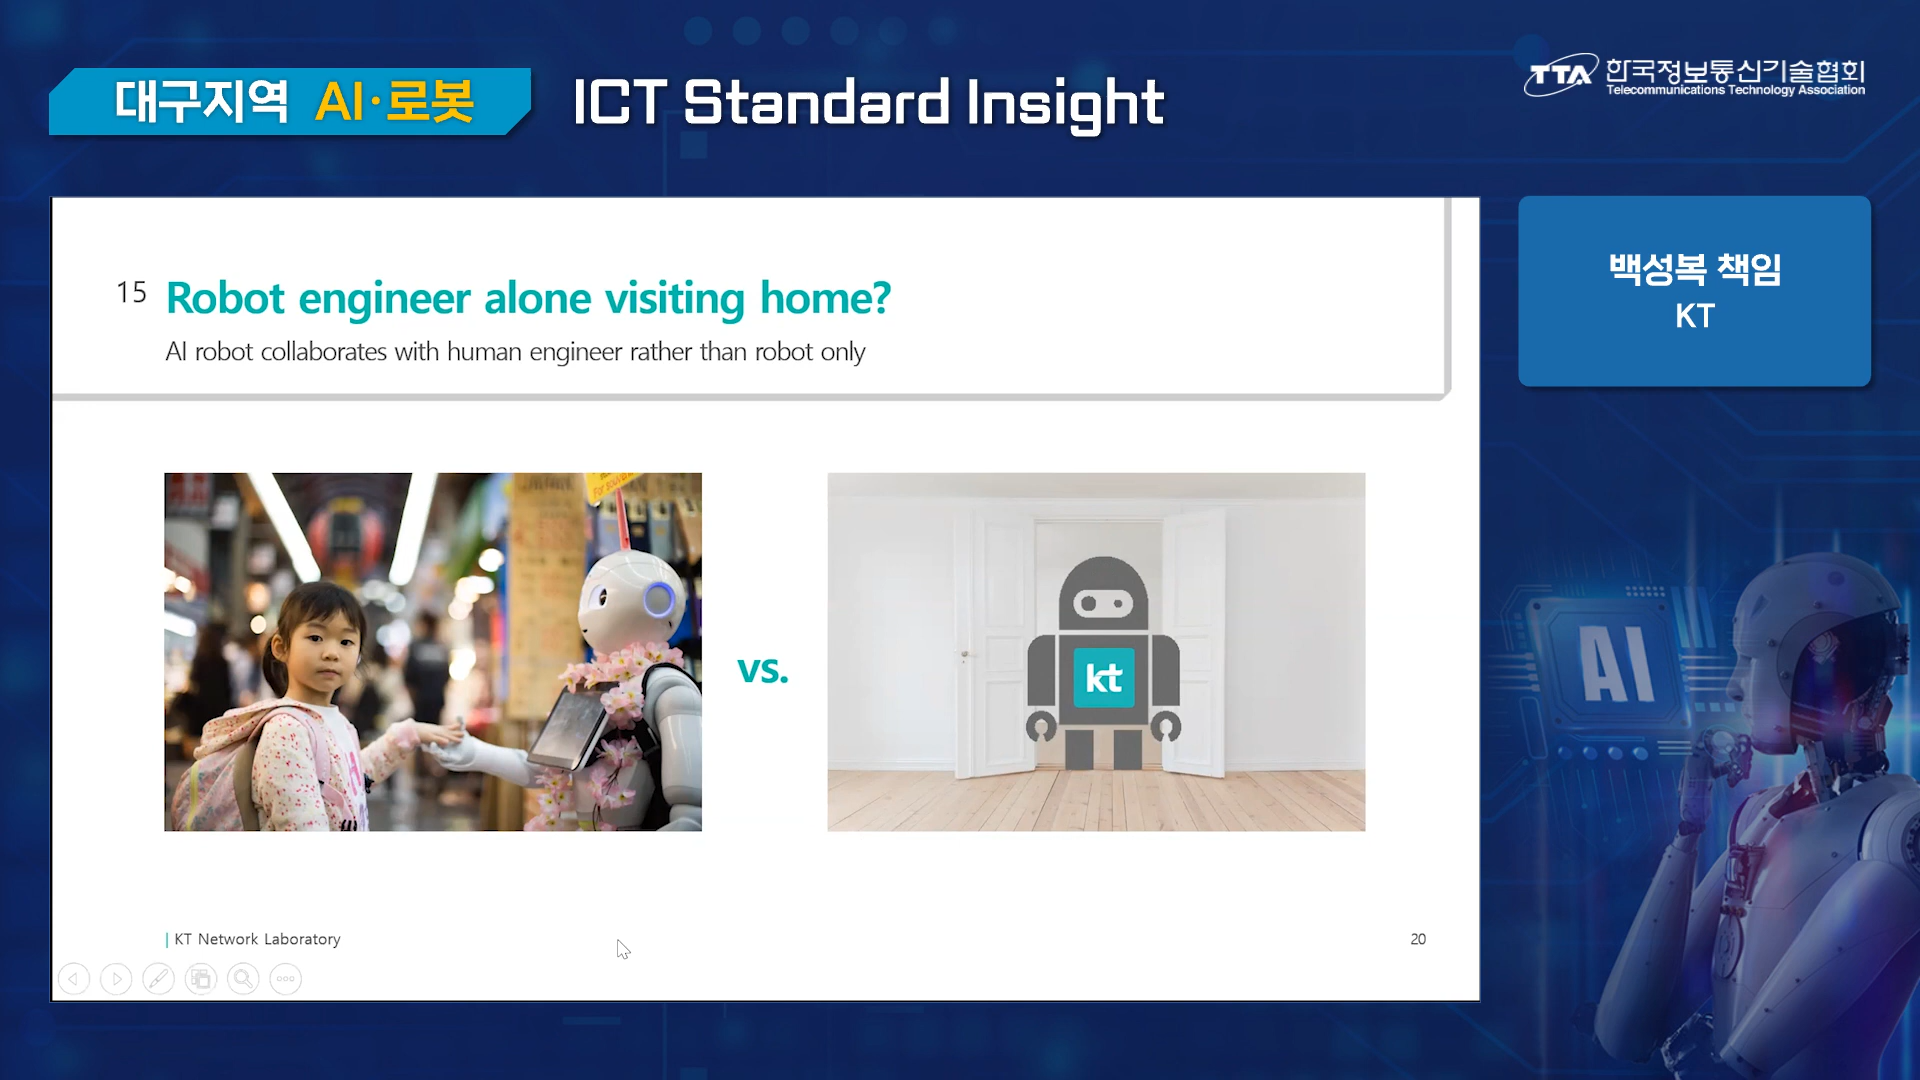 대구지역 AI·로봇
ICT Standard Insight
TTA 한국정보통신기술협회
Telecommunications Technology Association
15 Robot engineer alone visiting home?
AI robot collaborates with human engineer rather than robot only
백성복 책임
KT
vs.
kt
AI
| KT Network Laboratory
20